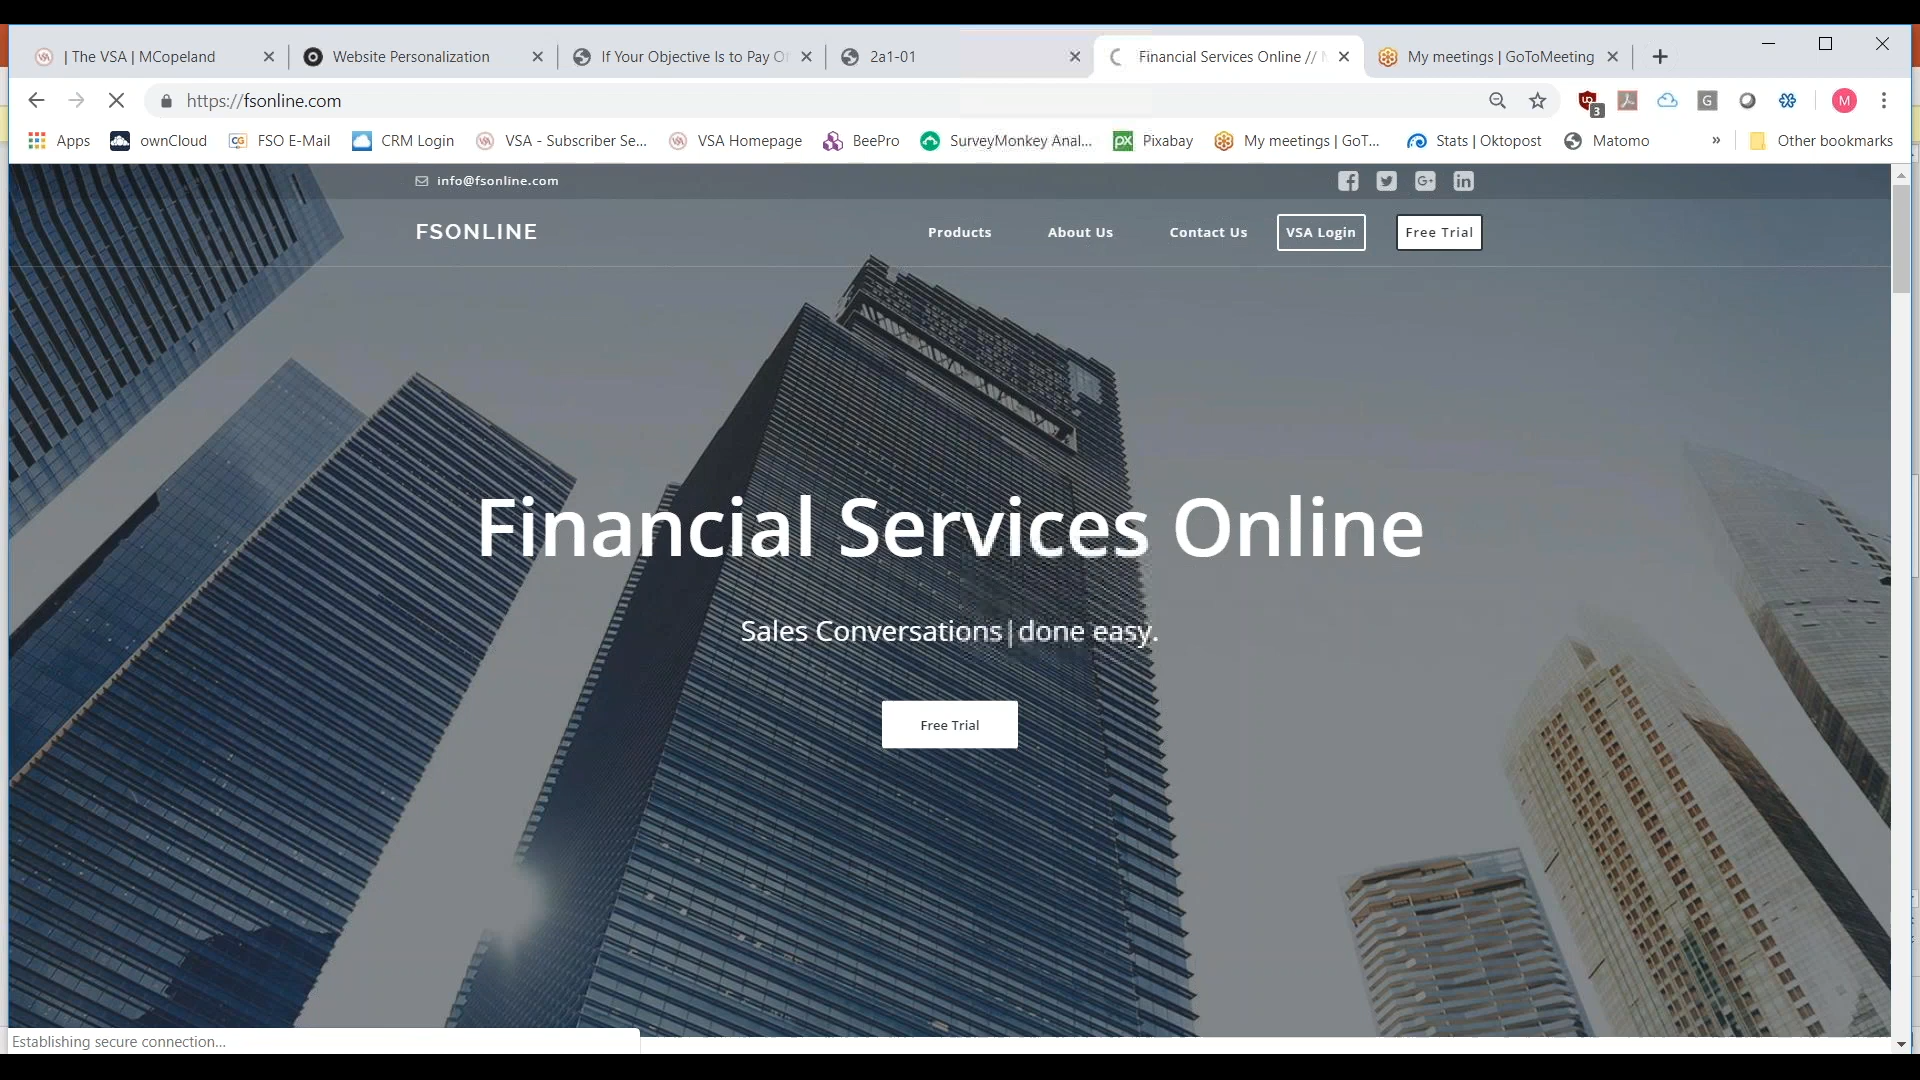 | The VSA | MCopeland
Website Personalization
If Your Objective Is to Pay O
2a1-01
Financial Services Online //
My meetings | GoToMeeting
https://fsonline.com
3
G
M
Apps
ownCloud
FSO E-Mail
CRM Login
VSA - Subscriber Se...
VSA Homepage
BeePro
SurveyMonkey Anal...
Pixabay
My meetings | GoT...
Stats | Oktopost
Matomo
»
Other bookmarks
info@fsonline.com
FSONLINE
Products
About Us
Contact Us
VSA Login
Free Trial
Financial Services Online
Sales Conversations|done easy.
Free Trial
Establishing secure connection...